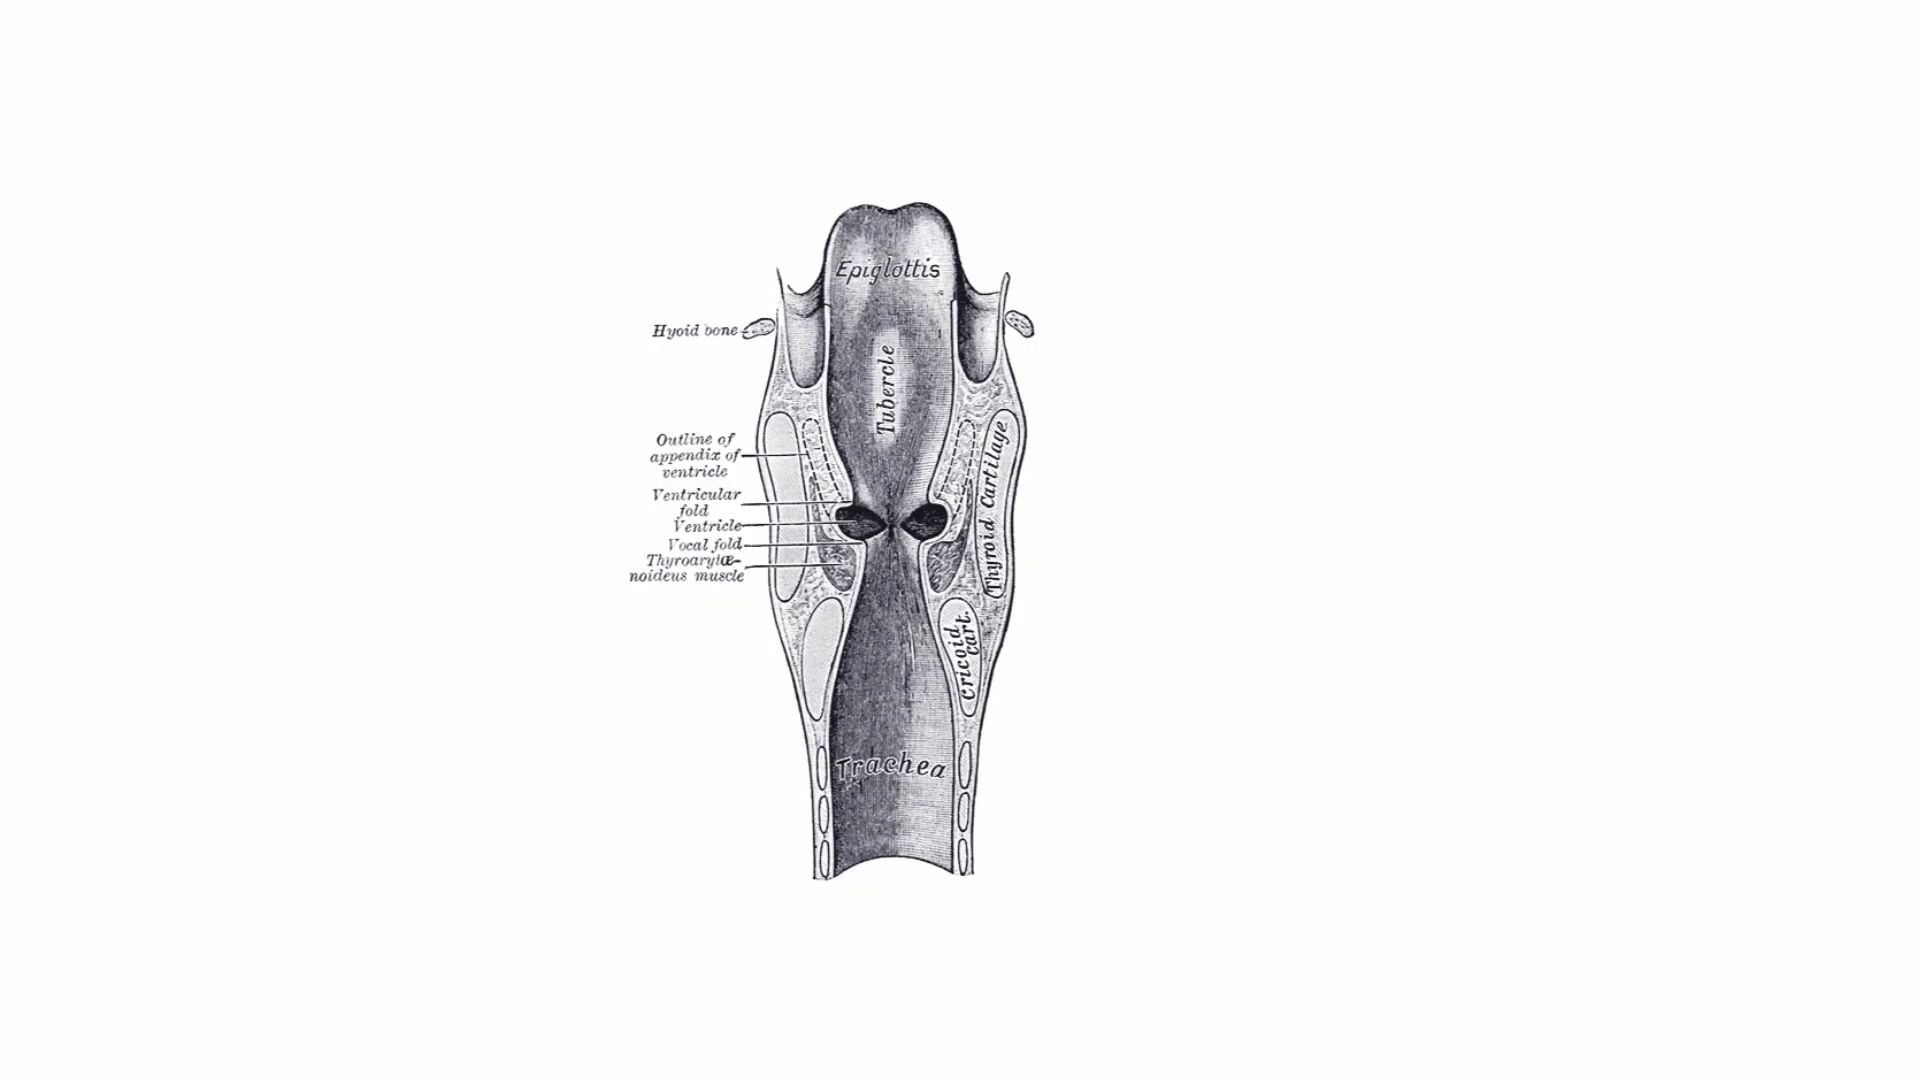 Epiglottis
Hyoid bone
Tubercle
Outline of
appendix of
ventricle
Ventricular
fold
Ventricle
Vocal fold
Thyroarytæ-
noideus muscle
Thyroid Cartilage
Cricoid
cart.
Trachea